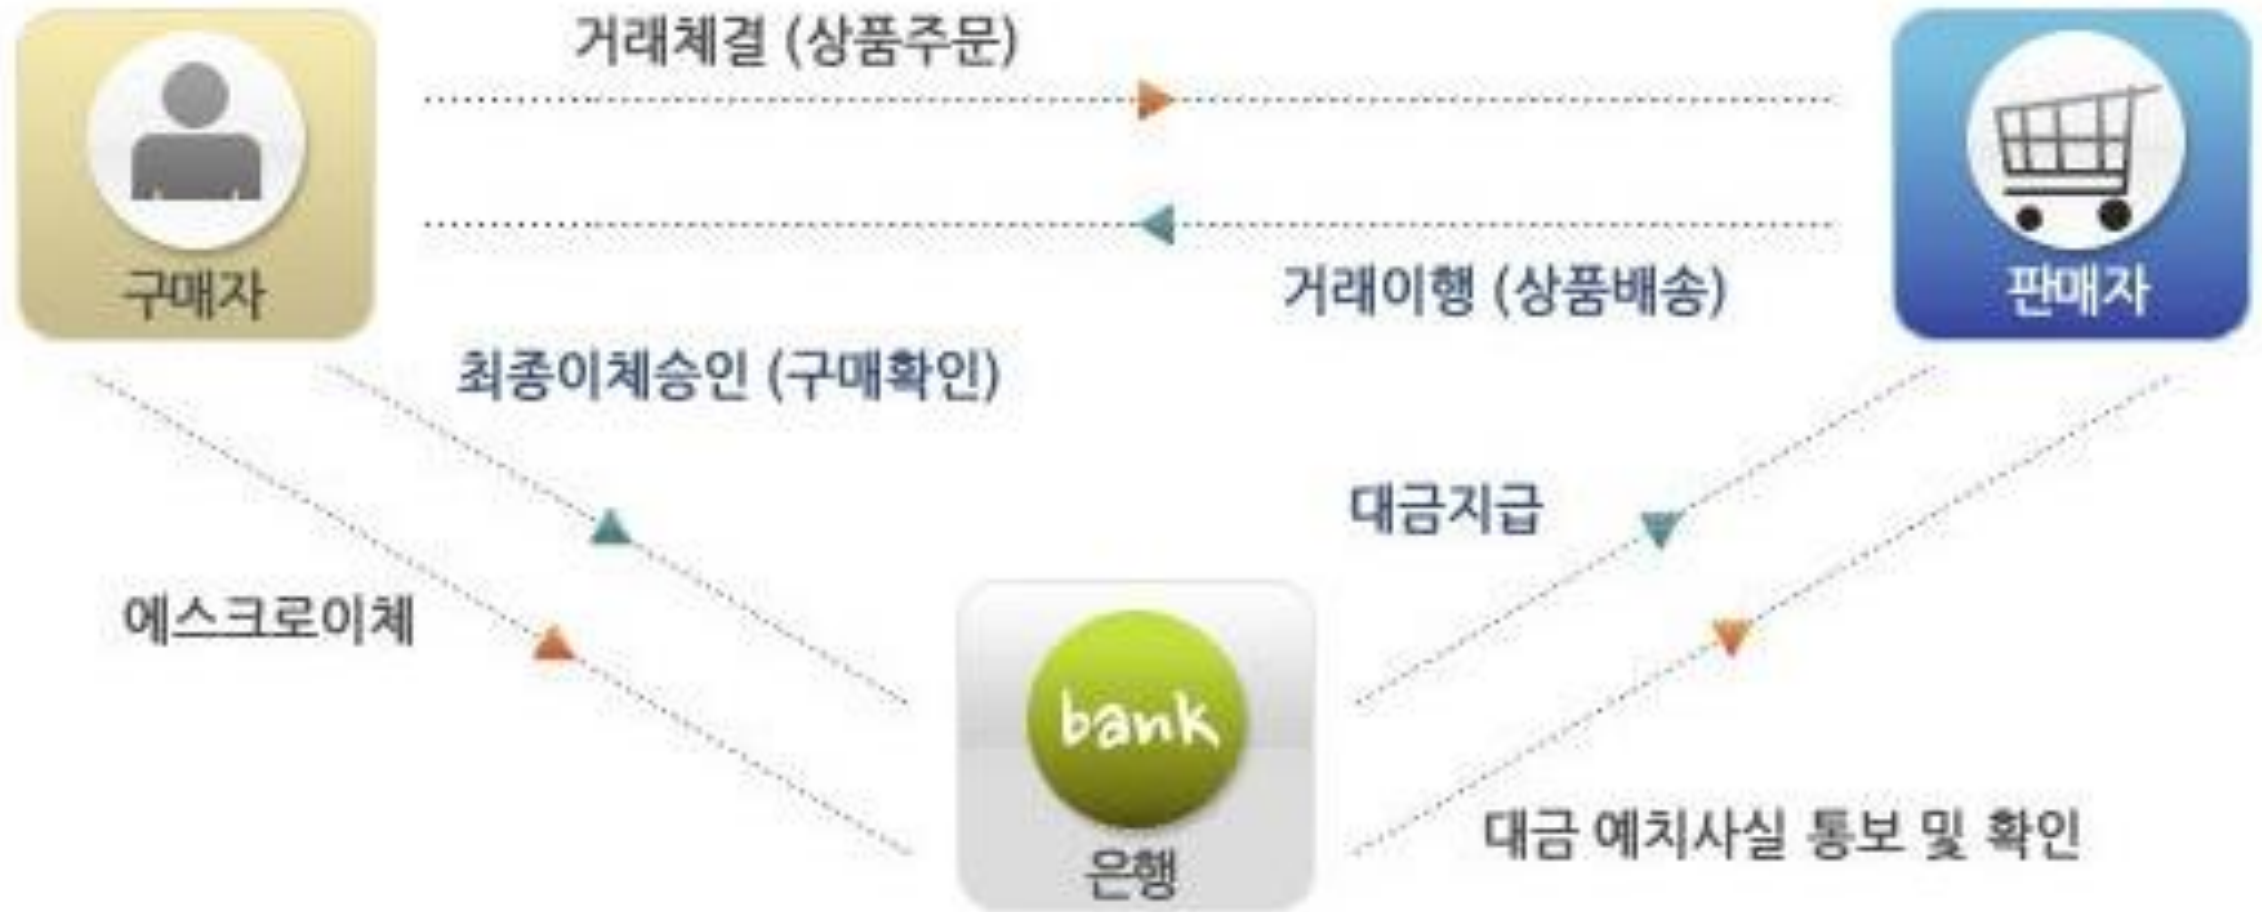 거래체결 (상품주문)
구매자
판매자
거래이행 (상품배송)
최종이체승인 (구매확인)
대금지급
에스크로이체
bank
은행
대금 예치사실 통보 및 확인